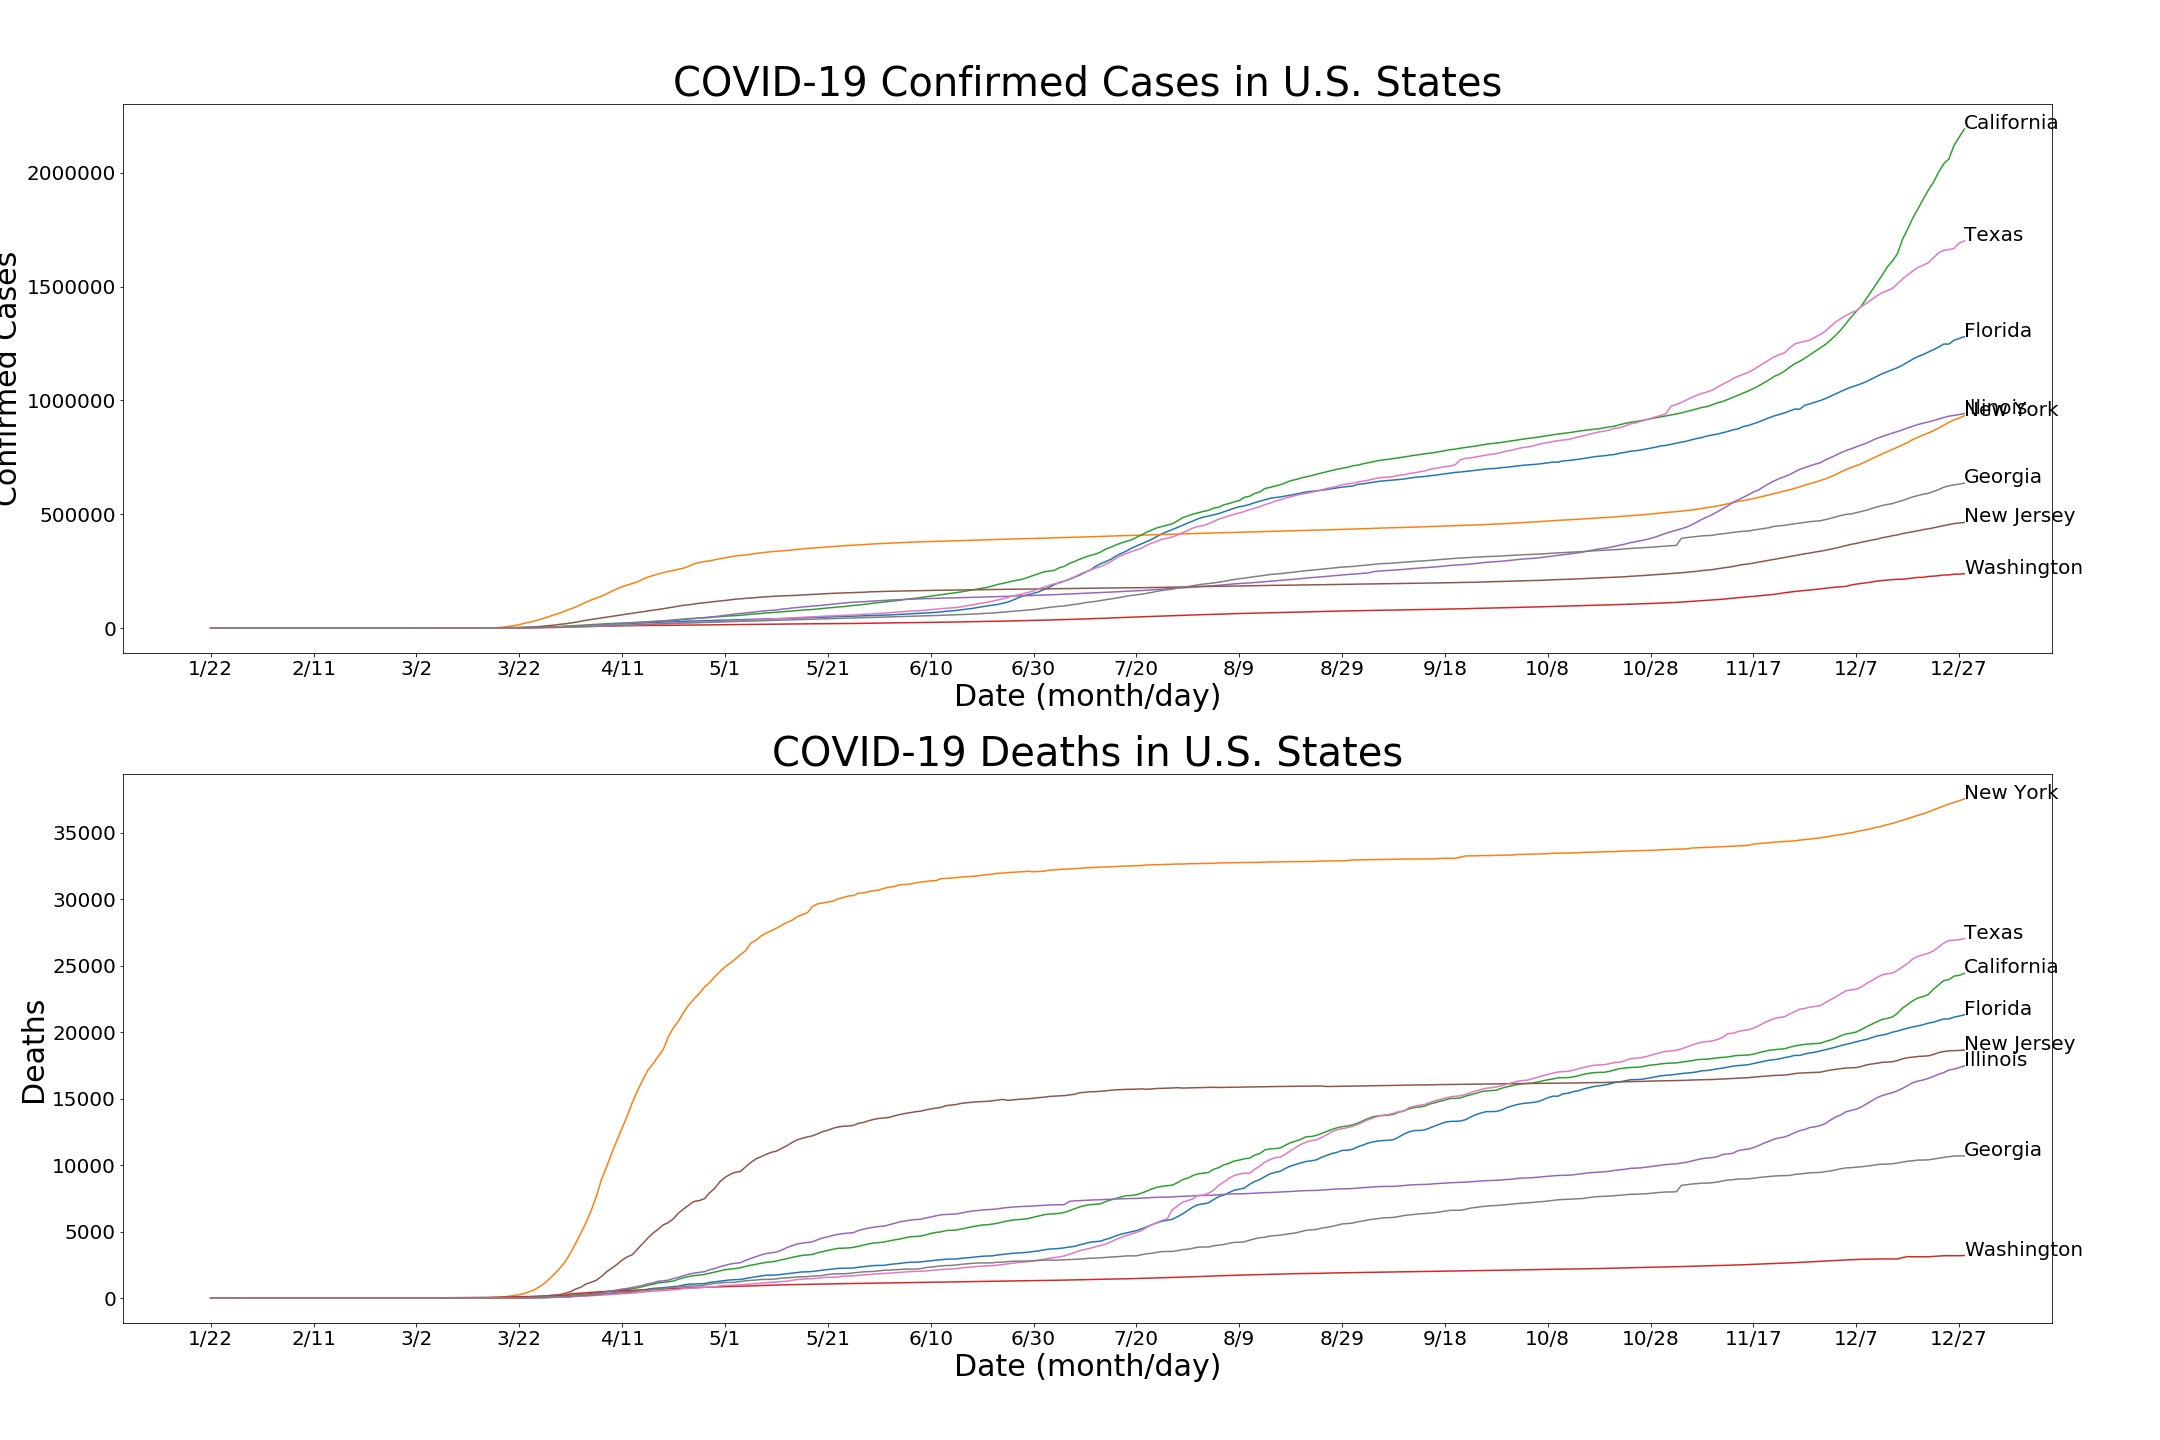 COVID-19 Confirmed Cases in U.S. States
Confirmed Cases
2000000
1500000
1000000
500000
0
California
Texas
Florida
Illinois
New York
Georgia
New Jersey
Washington
1/22 2/11 3/2 3/22 4/11 5/1 5/21 6/10 6/30 7/20 8/9 8/29 9/18 10/8 10/28 11/17 12/7 12/27
Date (month/day)
COVID-19 Deaths in U.S. States
Deaths
35000
30000
25000
20000
15000
10000
5000
0
New York
Texas
California
Florida
New Jersey
Illinois
Georgia
Washington
1/22 2/11 3/2 3/22 4/11 5/1 5/21 6/10 6/30 7/20 8/9 8/29 9/18 10/8 10/28 11/17 12/7 12/27
Date (month/day)